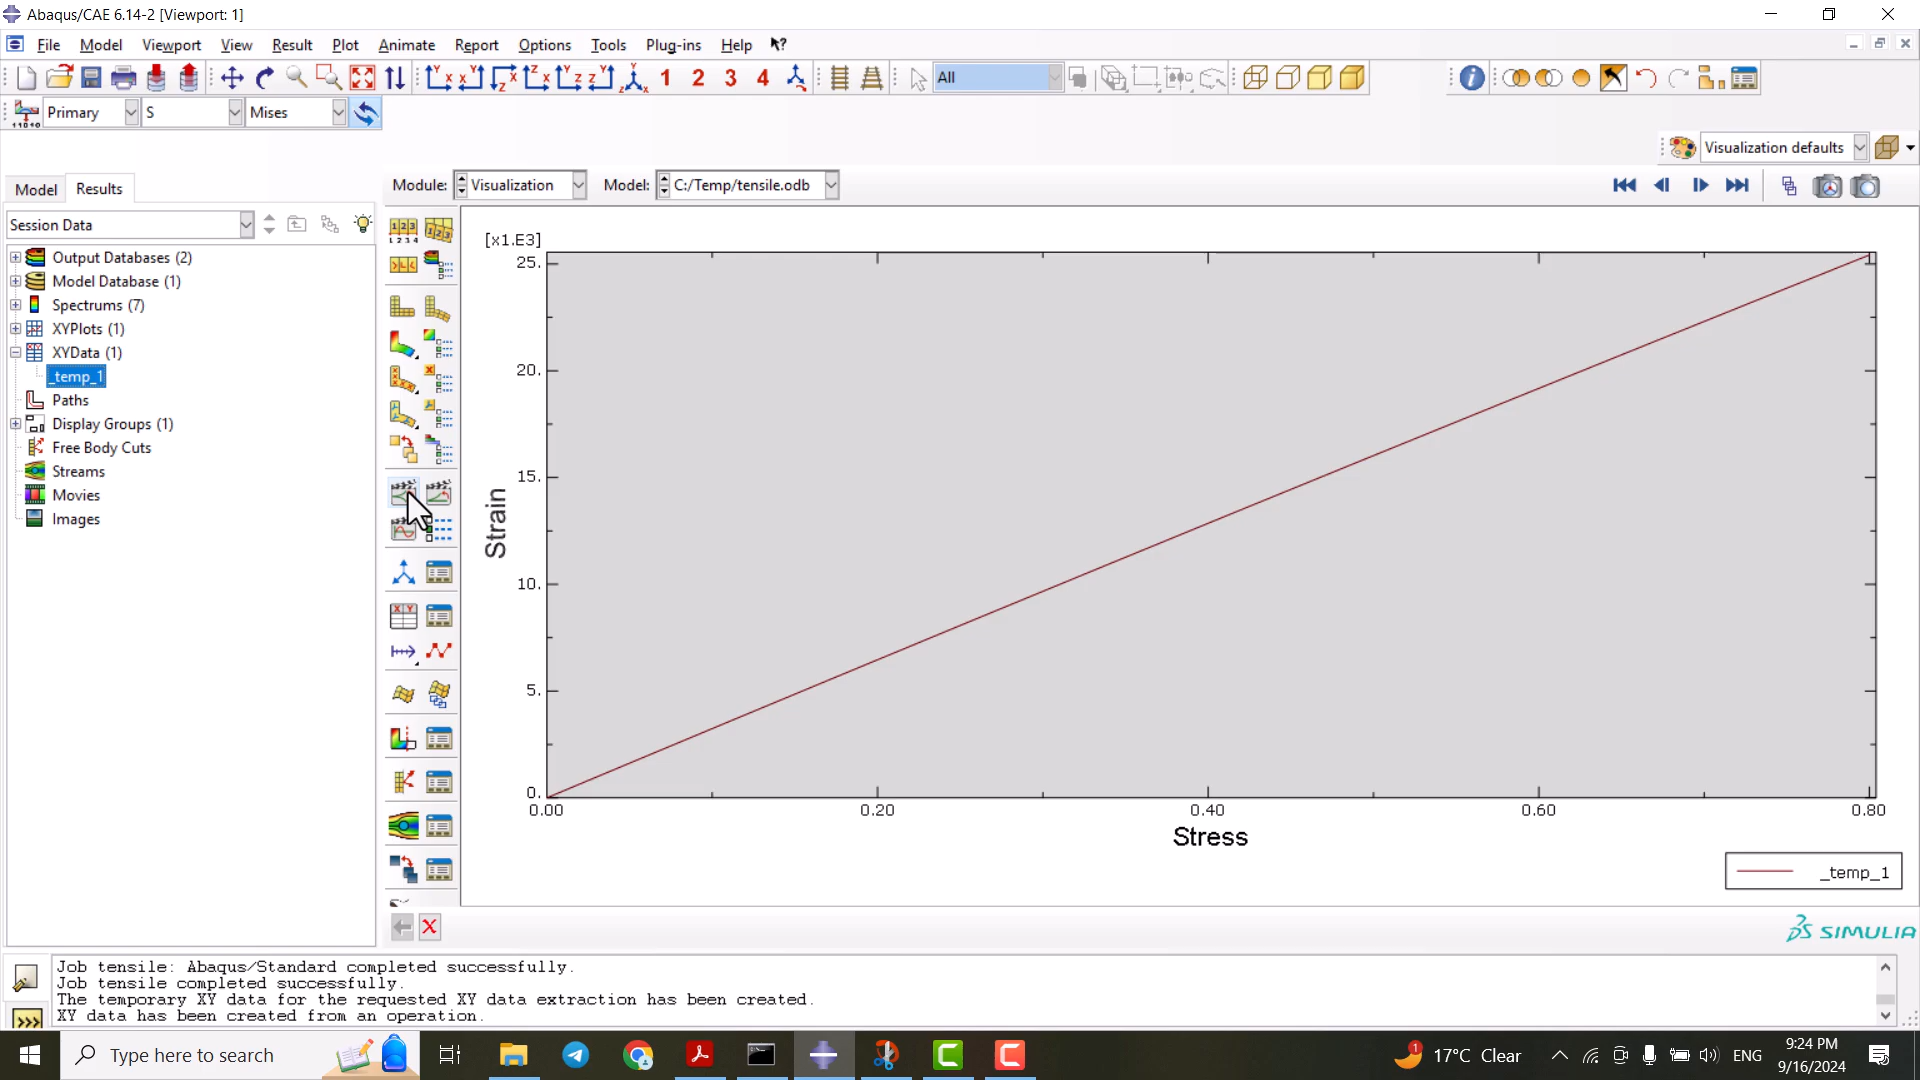 Abaqus/CAE 6.14-2 [Viewport: 1]
File Model Viewport View Result Plot Animate Report Options Tools Plug-ins Help
1 2 3 4 All
Primary S Mises
Visualization defaults
Model Results
Module: Visualization Model: C:/Temp/tensile.odb
Session Data
Output Databases (2)
Model Database (1)
Spectrums (7)
XYPlots (1)
XYData (1)
_temp_1
Paths
Display Groups (1)
Free Body Cuts
Streams
Movies
Images
[x1.E3]
25.
20.
15.
10.
5.
0.
Strain
0.00 0.20 0.40 0.60 0.80
Stress
_temp_1
SIMULIA
Job tensile: Abaqus/Standard completed successfully.
Job tensile completed successfully.
The temporary XY data for the requested XY data extraction has been created.
XY data has been created from an operation.
Type here to search
1 17°C Clear
ENG
9:24 PM
9/16/2024